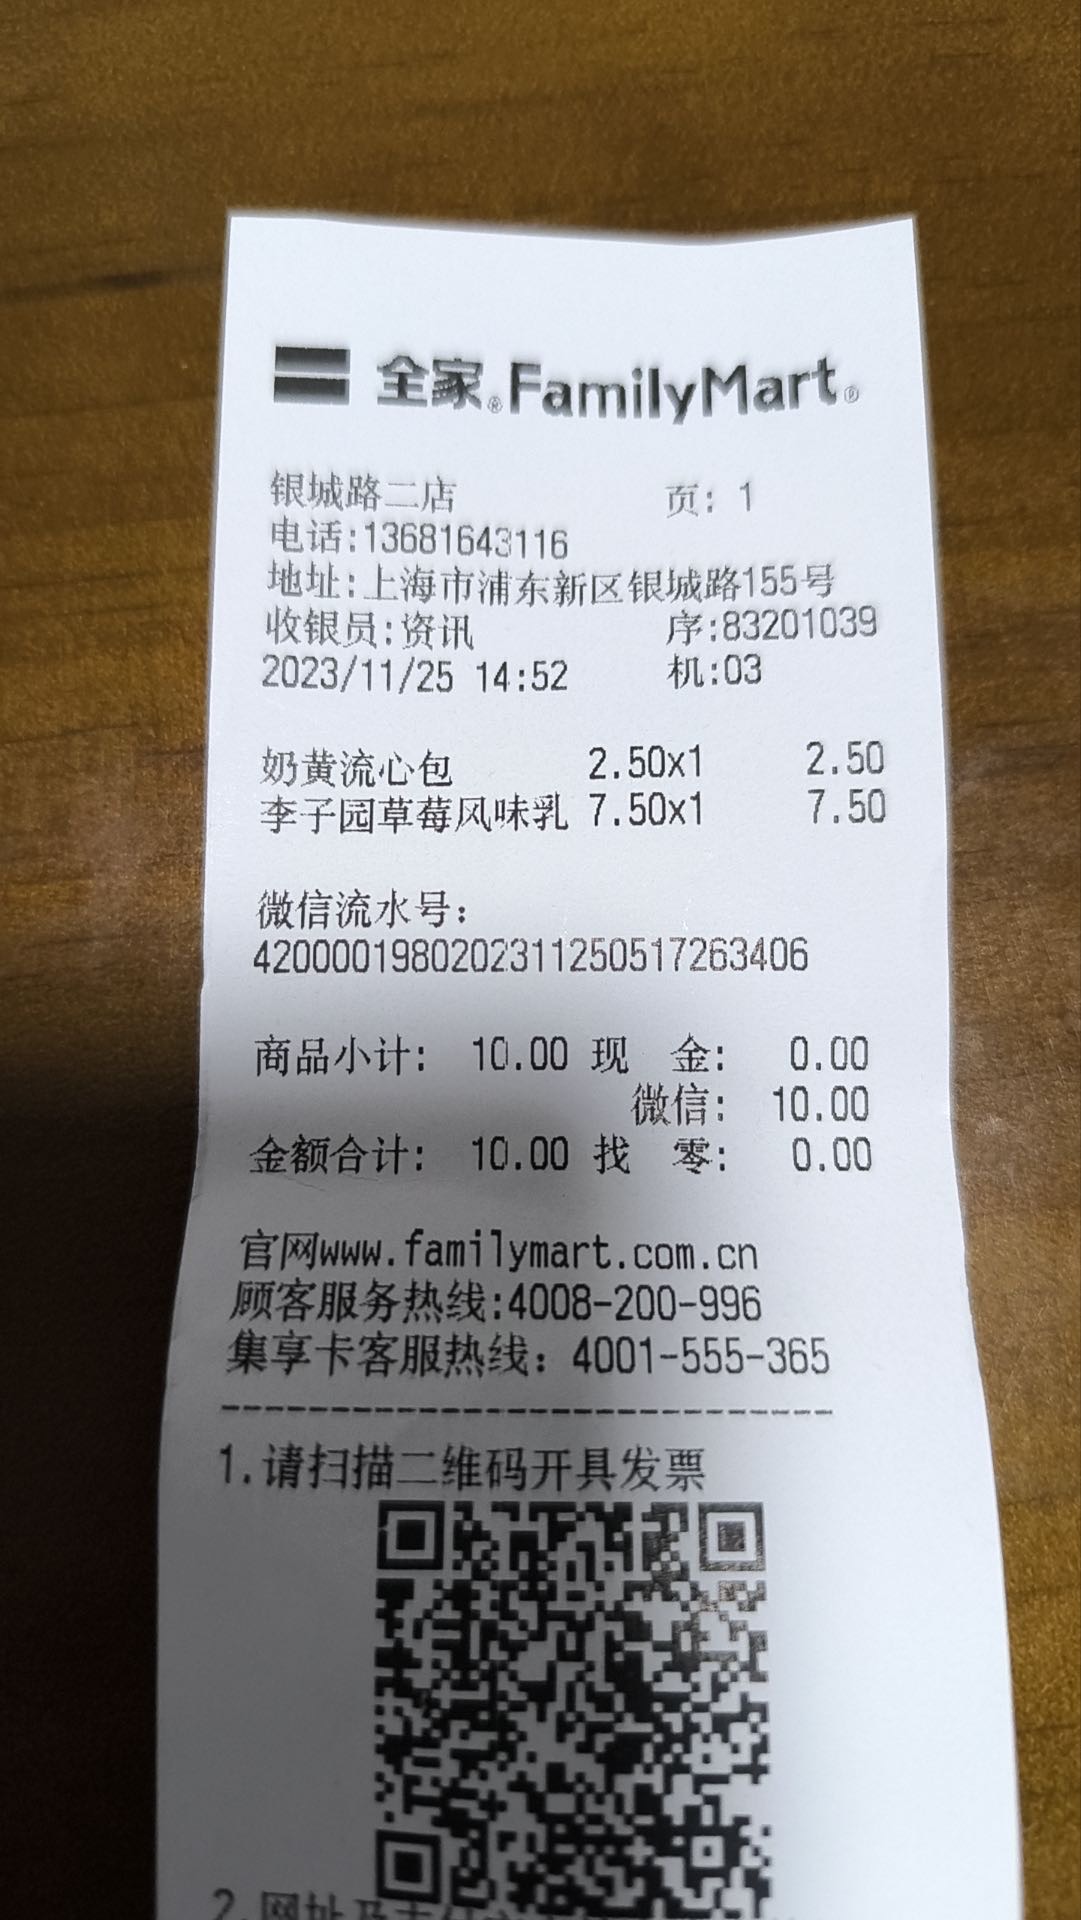 全家® FamilyMart®
银城路二店 页: 1
电话:13681643116
地址:上海市浦东新区银城路155号
收银员:资讯 序:83201039
2023/11/25 14:52 机:03
奶黄流心包 2.50x1 2.50
李子园草莓风味乳 7.50x1 7.50
微信流水号:
4200001980202311250517263406
商品小计: 10.00 现 金: 0.00
微信: 10.00
金额合计: 10.00 找 零: 0.00
官网www.familymart.com.cn
顾客服务热线:4008-200-996
集享卡客服热线: 4001-555-365
1.请扫描二维码开具发票
2.网址及